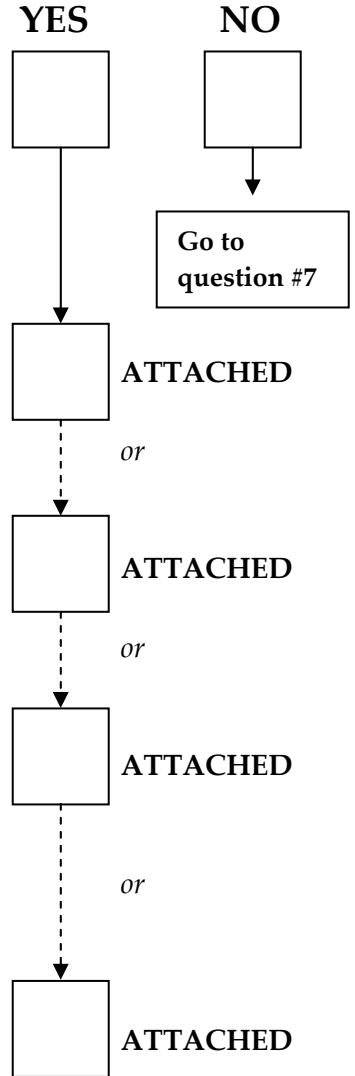 YES NO
Go to
question #7
ATTACHED
or
ATTACHED
or
ATTACHED
or
ATTACHED